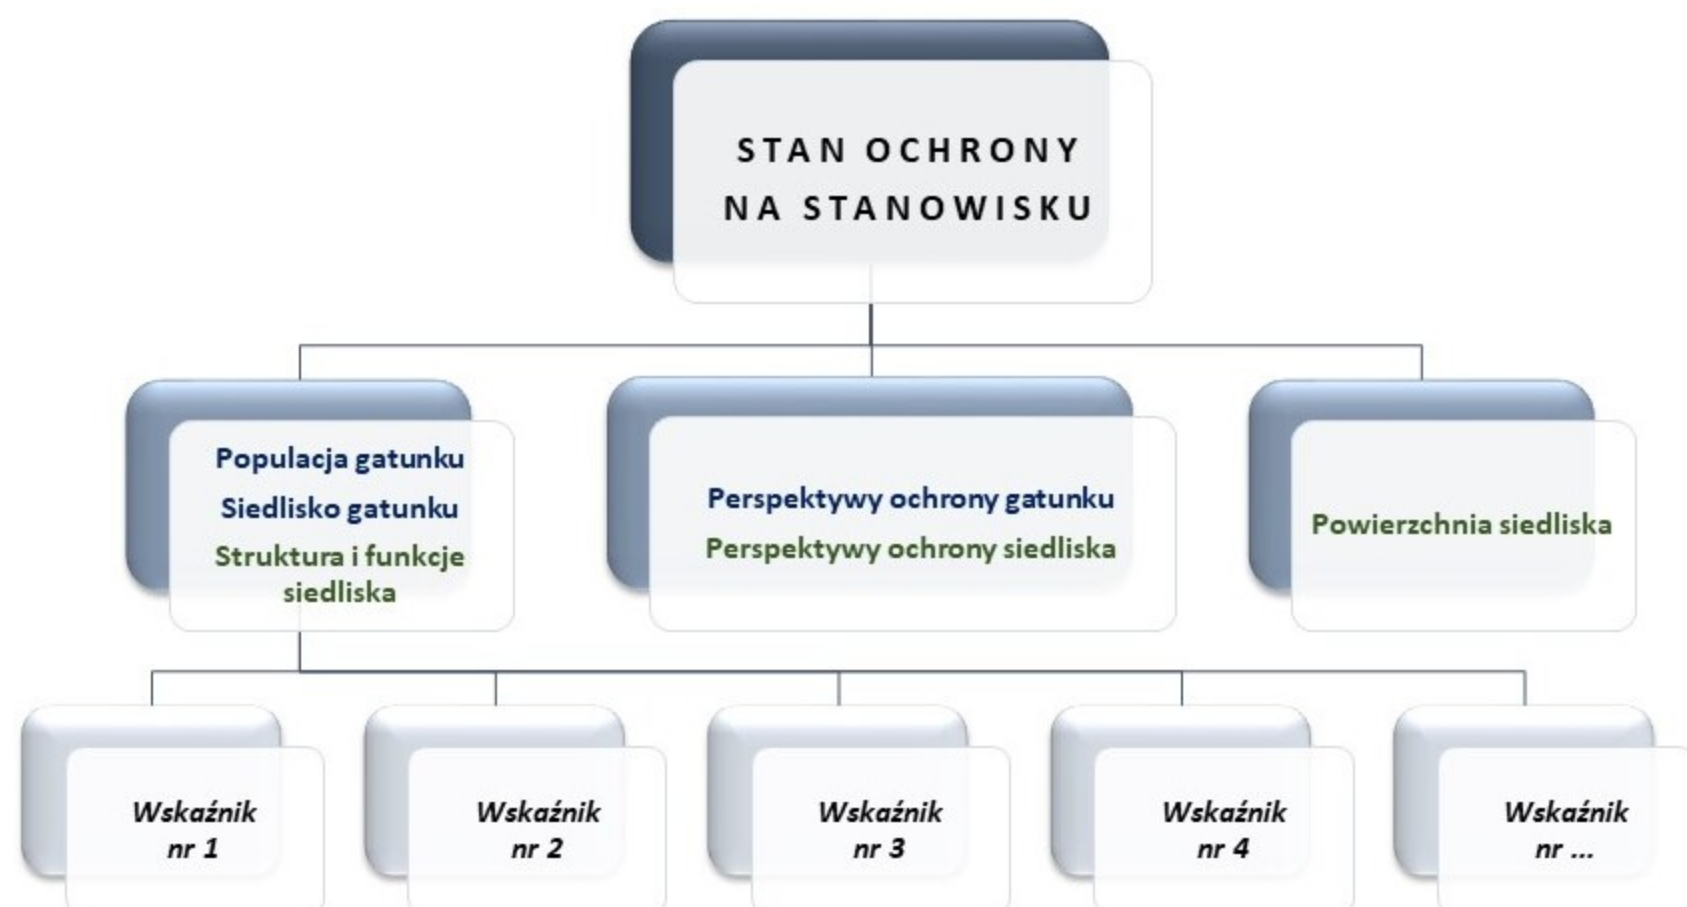 STAN OCHRONY
NA STANOWISKU
Populacja gatunku
Siedlisko gatunku
Struktura i funkcje
siedliska
Perspektywy ochrony gatunku
Perspektywy ochrony siedliska
Powierzchnia siedliska
Wskaźnik
nr 1
Wskaźnik
nr 2
Wskaźnik
nr 3
Wskaźnik
nr 4
Wskaźnik
nr ...